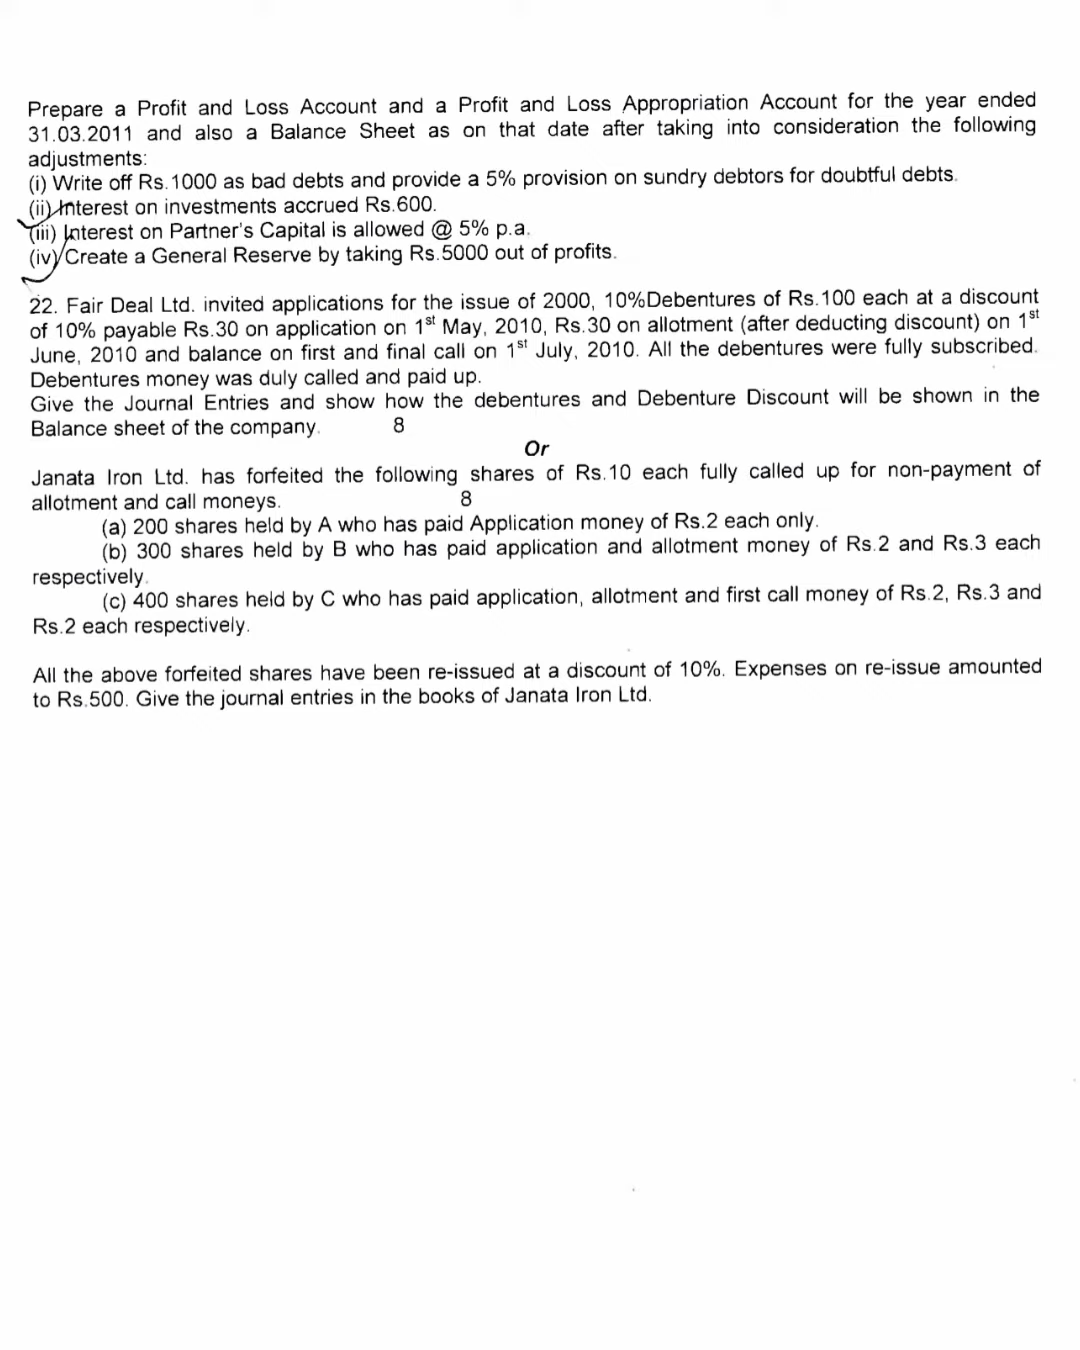 Prepare a Profit and Loss Account and a Profit and Loss Appropriation Account for the year ended
31.03.2011 and also a Balance Sheet as on that date after taking into consideration the following
adjustments:
(i) Write off Rs.1000 as bad debts and provide a 5% provision on sundry debtors for doubtful debts.
(ii) Interest on investments accrued Rs.600.
(iii) Interest on Partner's Capital is allowed @ 5% p.a.
(iv) Create a General Reserve by taking Rs.5000 out of profits.
22. Fair Deal Ltd. invited applications for the issue of 2000, 10%Debentures of Rs.100 each at a discount
of 10% payable Rs.30 on application on 1st May, 2010, Rs.30 on allotment (after deducting discount) on 1st
June, 2010 and balance on first and final call on 1st July, 2010. All the debentures were fully subscribed.
Debentures money was duly called and paid up.
Give the Journal Entries and show how the debentures and Debenture Discount will be shown in the
Balance sheet of the company. 8
Or
Janata Iron Ltd. has forfeited the following shares of Rs.10 each fully called up for non-payment of
allotment and call moneys. 8
(a) 200 shares held by A who has paid Application money of Rs.2 each only.
(b) 300 shares held by B who has paid application and allotment money of Rs.2 and Rs.3 each
respectively.
(c) 400 shares held by C who has paid application, allotment and first call money of Rs.2, Rs.3 and
Rs.2 each respectively.
All the above forfeited shares have been re-issued at a discount of 10%. Expenses on re-issue amounted
to Rs.500. Give the journal entries in the books of Janata Iron Ltd.